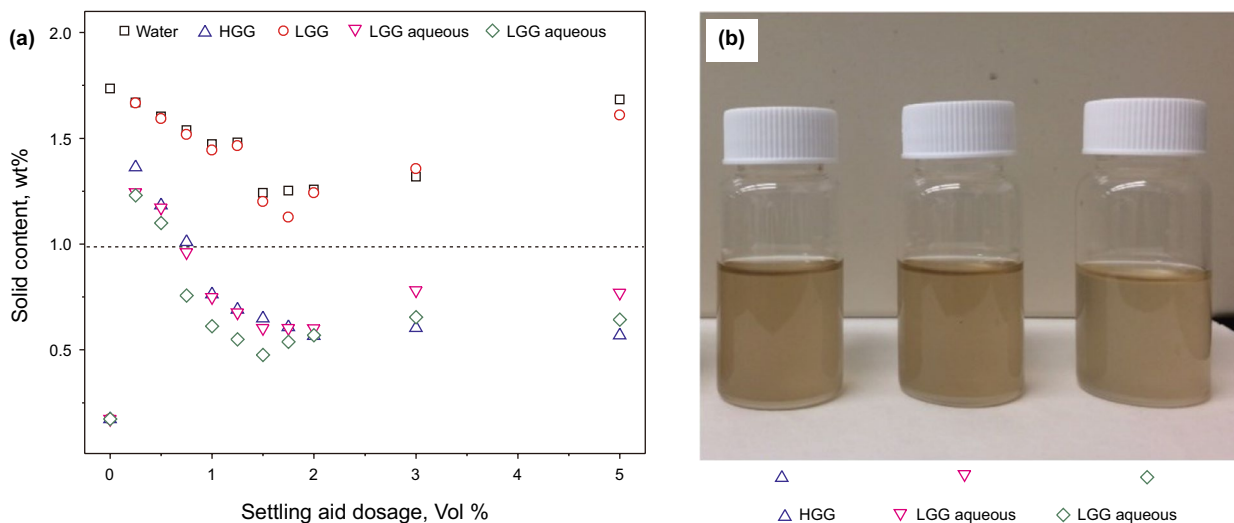 (a)
Water HGG LGG LGG aqueous LGG aqueous
2.0
1.5
1.0
0.5
Solid content, wt%
0 1 2 3 4 5
Settling aid dosage, Vol %
(b)
HGG LGG aqueous LGG aqueous